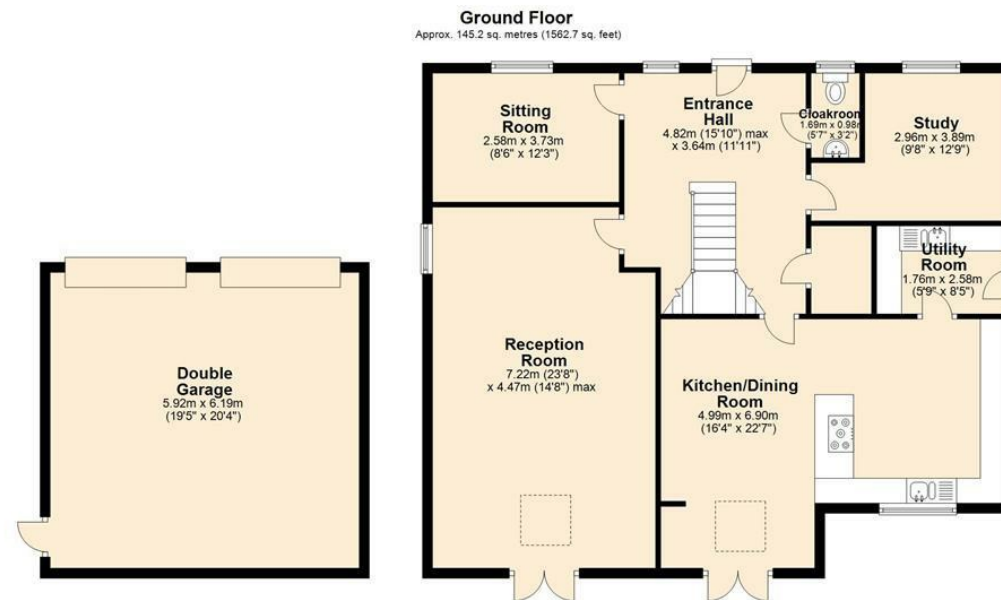 Ground Floor
Approx. 145.2 sq. metres (1562.7 sq. feet)
Sitting
Room
2.58m x 3.73m
(8'6" x 12'3")
Entrance
Hall
4.82m (15'10") max
x 3.64m (11'11")
Cloakroom
1.69m x 0.98m
(5'7" x 3'2")
Study
2.96m x 3.89m
(9'8" x 12'9")
Utility
Room
1.76m x 2.58m
(5'9" x 8'5")
Double
Garage
5.92m x 6.19m
(19'5" x 20'4")
Reception
Room
7.22m (23'8")
x 4.47m (14'8") max
Kitchen/Dining
Room
4.99m x 6.90m
(16'4" x 22'7")